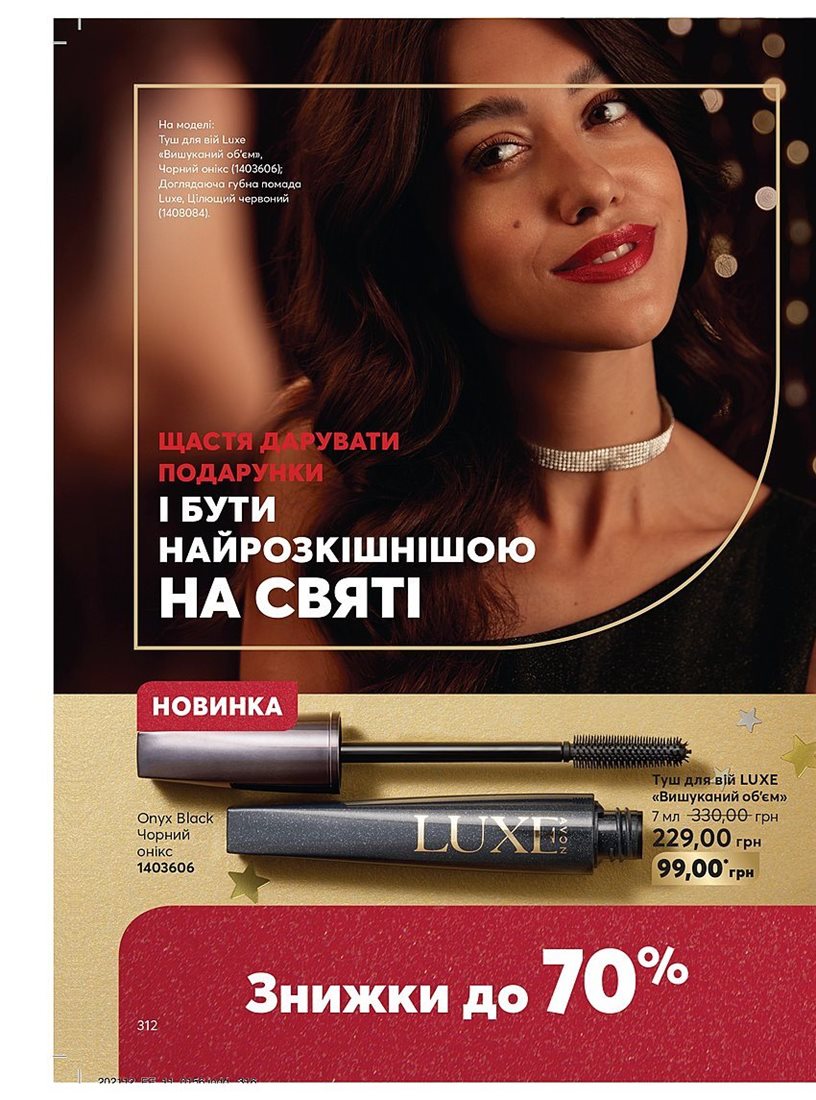 На моделі:
Туш для вій Luxe
«Вишуканий об'єм»,
Чорний онікс (1403606);
Доглядаюча губна помада
Luxe, Цілющий червоний
(1408084).
ЩАСТЯ ДАРУВАТИ
ПОДАРУНКИ
І БУТИ
НАЙРОЗКІШНІШОЮ
НА СВЯТІ
НОВИНКА
Onyx Black
Чорний
онікс
1403606
LUXE
AVON
Туш для вій LUXE
«Вишуканий об'єм»
7 мл 330,00 грн
229,00 грн
99,00* грн
Знижки до 70%
312